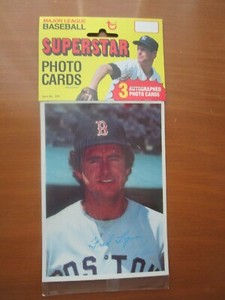 MAJOR LEAGUE
BASEBALL
SUPERSTAR
PHOTO
CARDS
3 AUTOGRAPHED
PHOTO CARDS
B
BOSTON